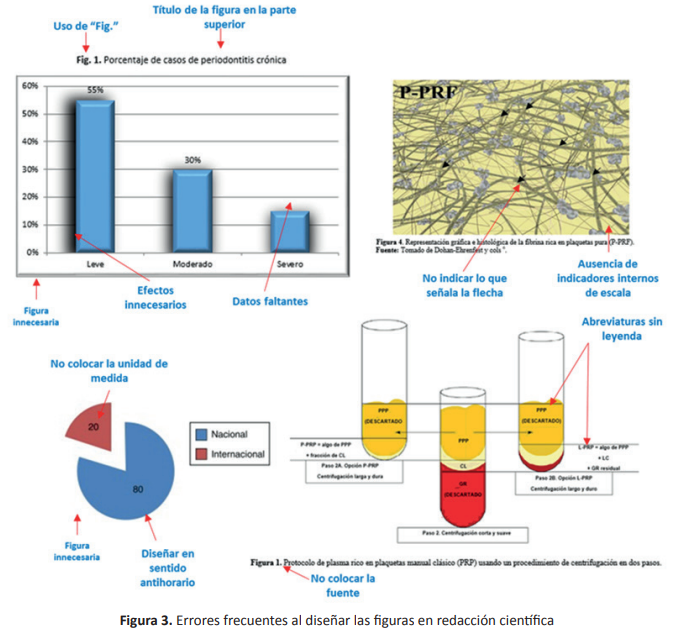 Uso de “Fig.”
Título de la figura en la parte
superior
Fig. 1. Porcentaje de casos de periodontitis crónica
60%
50%
40%
30%
20%
10%
0%
55%
30%
Leve
Moderado
Severo
Figura
innecesaria
Efectos
innecesarios
Datos faltantes
P-PRF
Figura 4. Representación gráfica e histológica de la fibrina rica en plaquetas pura (P-PRF).
Fuente: Tomado de Dohan-Ehrenfest y cols
No indicar lo que
señala la flecha
Ausencia de
indicadores internos
de escala
No colocar la unidad de
medida
20
80
Nacional
Internacional
Figura
innecesaria
Diseñar en
sentido
antihorario
Abreviaturas sin
leyenda
PPP
(DESCARTADO)
P-PRP = algo de PPP
+ fracción de CL
Paso 2A. Opción P-PRP
Centrifugación larga y dura
PPP
CL
GR
(DESCARTADO)
Paso 2. Centrifugación corta y suave
PPP
(DESCARTADO)
L-PRP = algo de PPP
+ LC
+ GR residual
Paso 2B. Opción L-PRP
Centrifugación larga y dura
Figura 1. Protocolo de plasma rico en plaquetas manual clásico (PRP) usando un procedimiento de centrifugación en dos pasos.
No colocar la
fuente
Figura 3. Errores frecuentes al diseñar las figuras en redacción científica